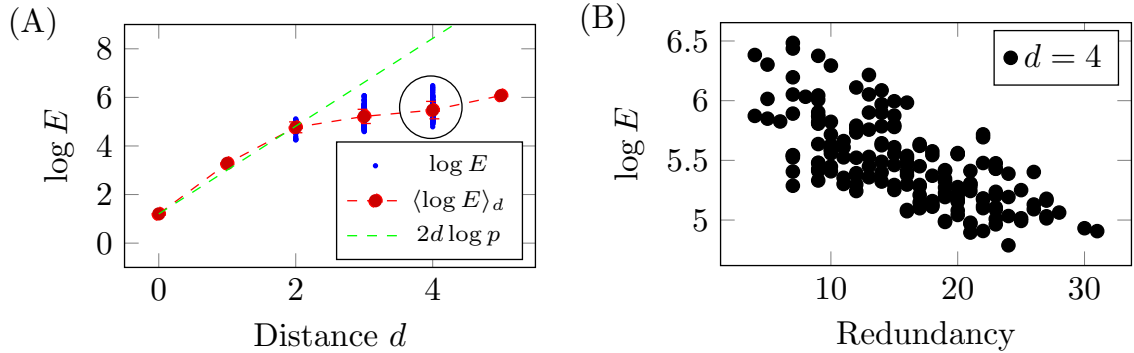 (A)
8
6
4
2
0
log E
0
2
4
Distance d
log E
⟨log E⟩_d
2d log p
(B)
6.5
6
5.5
5
log E
10
20
30
Redundancy
d = 4